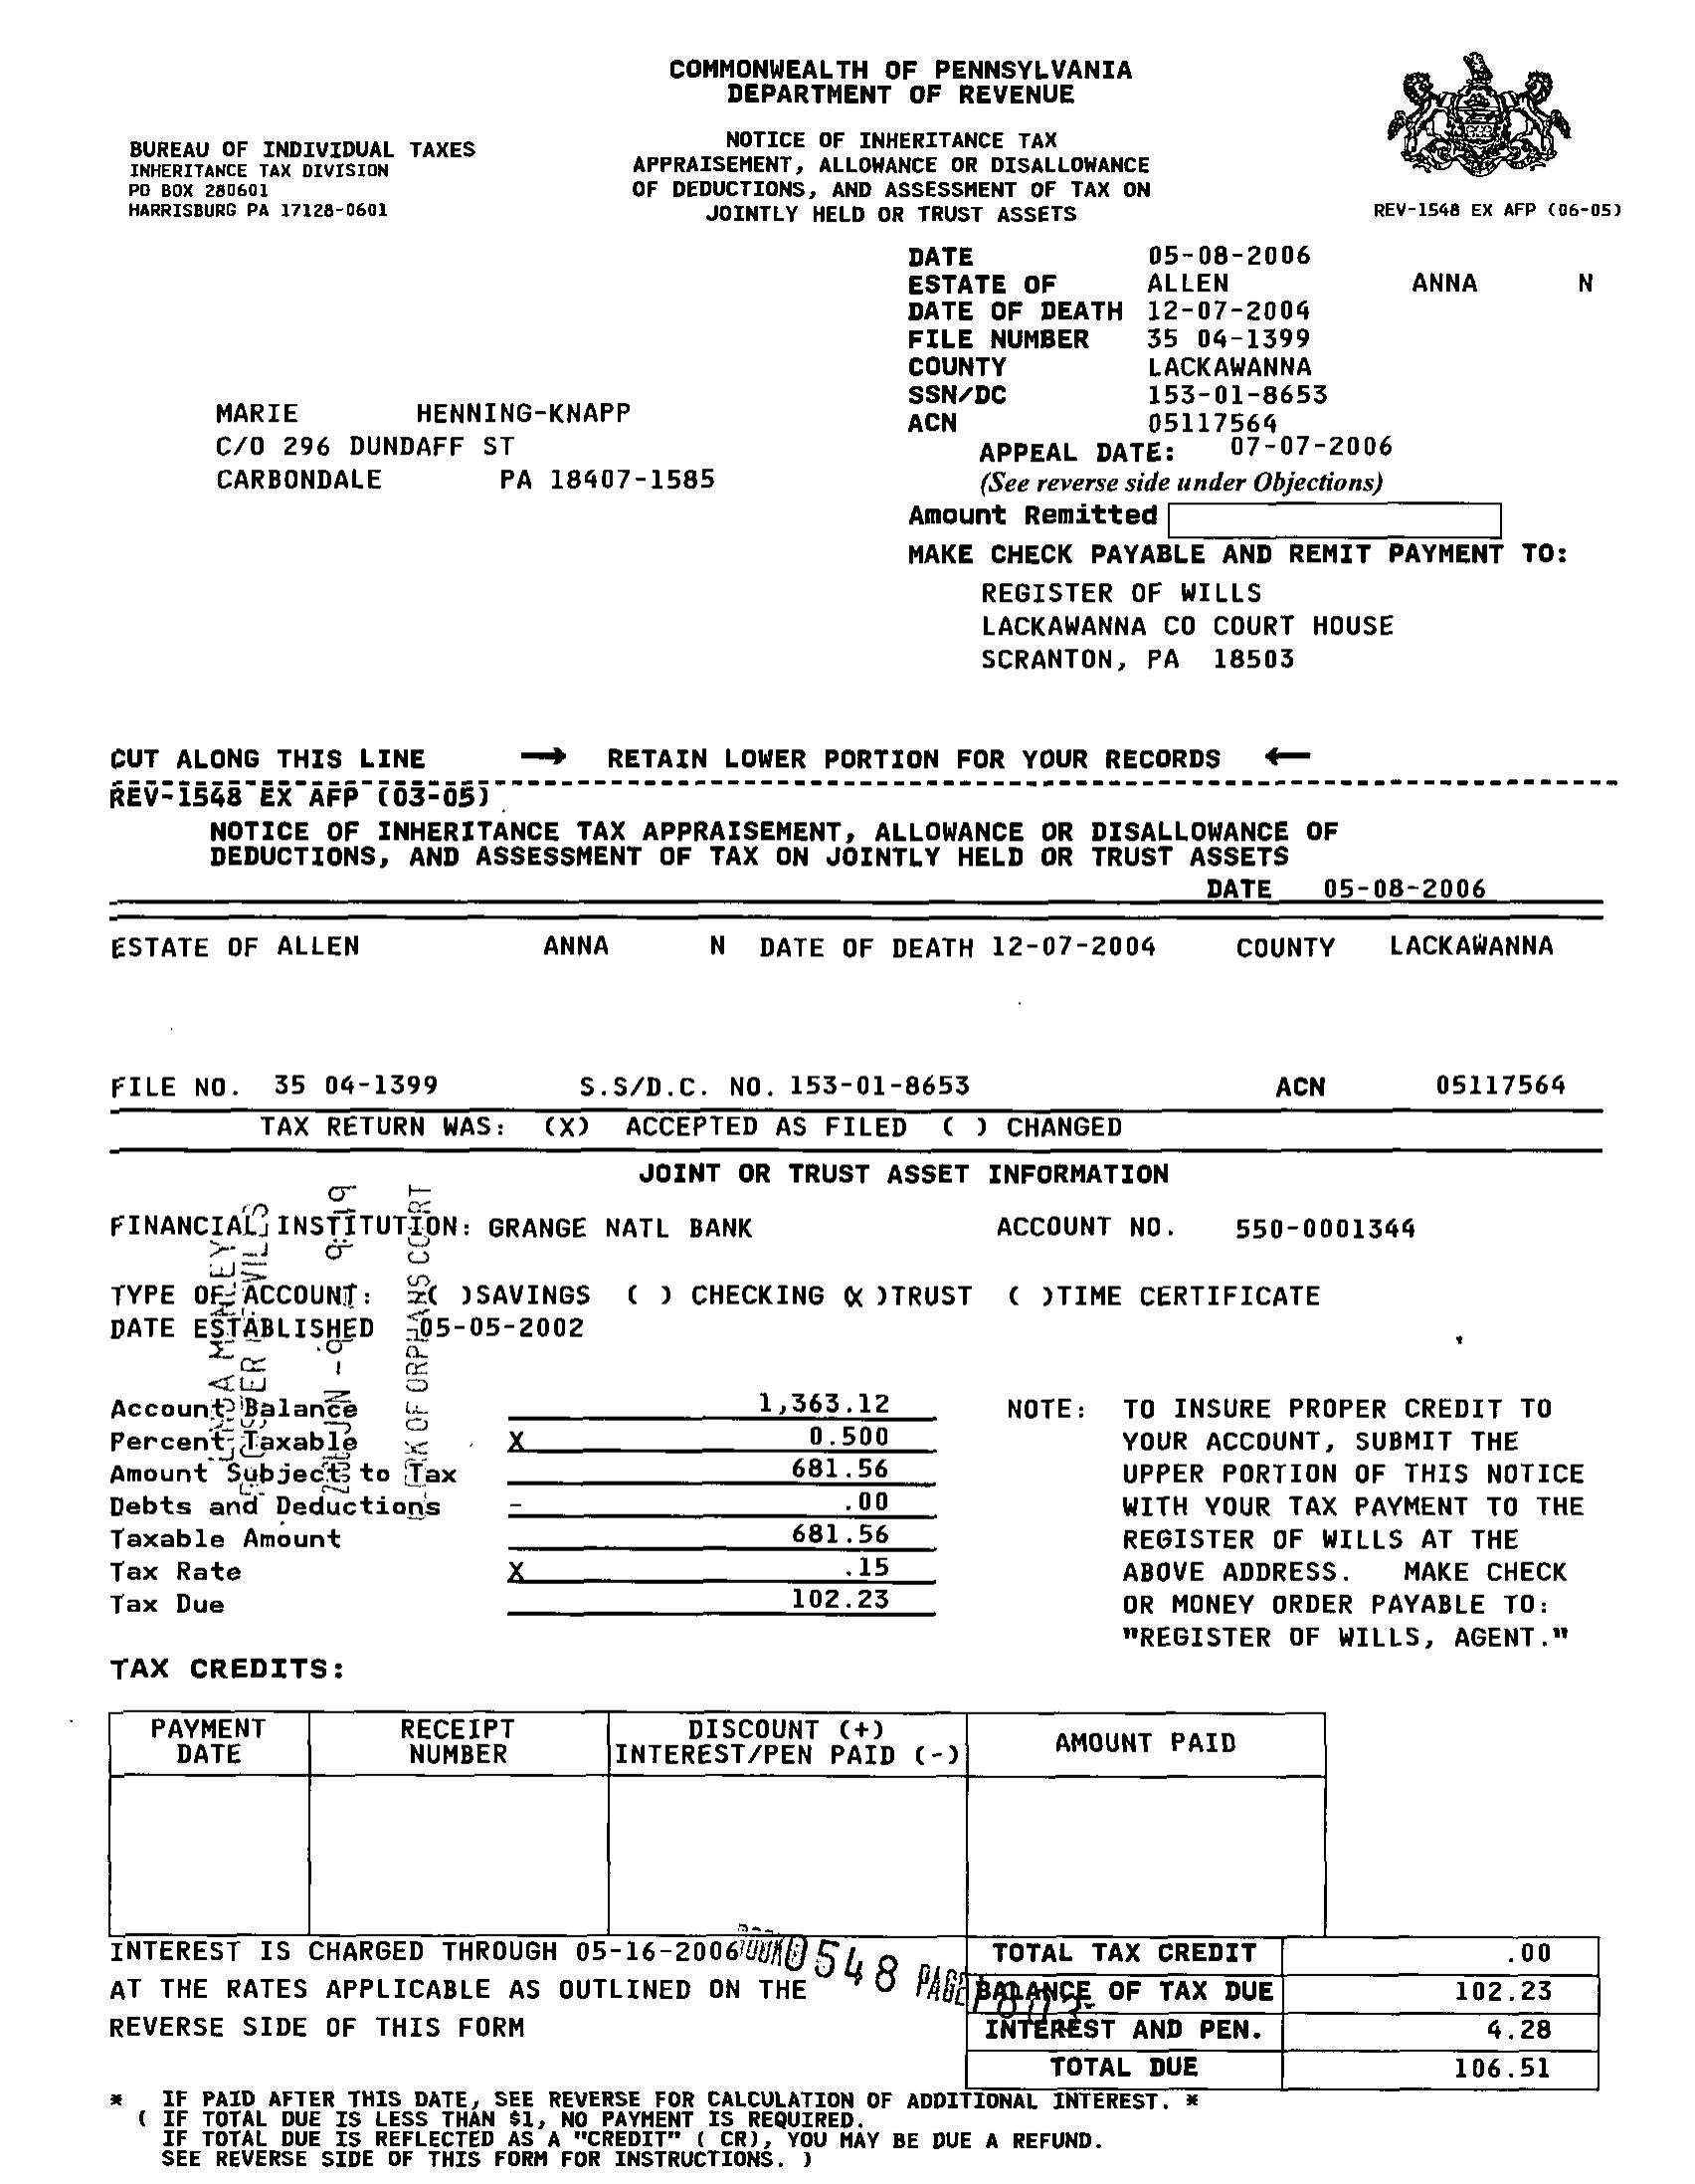 COMMONWEALTH OF PENNSYLVANIA
DEPARTMENT OF REVENUE
BUREAU OF INDIVIDUAL TAXES
INHERITANCE TAX DIVISION
PO BOX 280601
HARRISBURG PA 17128-0601
NOTICE OF INHERITANCE TAX
APPRAISEMENT, ALLOWANCE OR DISALLOWANCE
OF DEDUCTIONS, AND ASSESSMENT OF TAX ON
JOINTLY HELD OR TRUST ASSETS
REV-1548 EX AFP (06-05)
DATE 05-08-2006
ESTATE OF ALLEN ANNA N
DATE OF DEATH 12-07-2004
FILE NUMBER 35 04-1399
COUNTY LACKAWANNA
SSN/DC 153-01-8653
ACN 05117564
APPEAL DATE: 07-07-2006
(See reverse side under Objections)
MARIE HENNING-KNAPP
C/O 296 DUNDAFF ST
CARBONDALE PA 18407-1585
Amount Remitted
MAKE CHECK PAYABLE AND REMIT PAYMENT TO:
REGISTER OF WILLS
LACKAWANNA CO COURT HOUSE
SCRANTON, PA 18503
CUT ALONG THIS LINE → RETAIN LOWER PORTION FOR YOUR RECORDS ←
REV-1548 EX AFP (03-05)
NOTICE OF INHERITANCE TAX APPRAISEMENT, ALLOWANCE OR DISALLOWANCE OF
DEDUCTIONS, AND ASSESSMENT OF TAX ON JOINTLY HELD OR TRUST ASSETS
DATE 05-08-2006
ESTATE OF ALLEN ANNA N DATE OF DEATH 12-07-2004 COUNTY LACKAWANNA
FILE NO. 35 04-1399 S.S/D.C. NO. 153-01-8653 ACN 05117564
TAX RETURN WAS: (X) ACCEPTED AS FILED ( ) CHANGED
JOINT OR TRUST ASSET INFORMATION
FINANCIAL INSTITUTION: GRANGE NATL BANK ACCOUNT NO. 550-0001344
TYPE OF ACCOUNT: ( )SAVINGS ( ) CHECKING (X )TRUST ( )TIME CERTIFICATE
DATE ESTABLISHED 05-05-2002
Account Balance 1,363.12
Percent Taxable X 0.500
Amount Subject to Tax 681.56
Debts and Deductions - .00
Taxable Amount 681.56
Tax Rate X .15
Tax Due 102.23
NOTE: TO INSURE PROPER CREDIT TO
YOUR ACCOUNT, SUBMIT THE
UPPER PORTION OF THIS NOTICE
WITH YOUR TAX PAYMENT TO THE
REGISTER OF WILLS AT THE
ABOVE ADDRESS. MAKE CHECK
OR MONEY ORDER PAYABLE TO:
"REGISTER OF WILLS, AGENT."
OF ORPHANS COURT
TAX CREDITS:
PAYMENT DATE
RECEIPT NUMBER
DISCOUNT (+) INTEREST/PEN PAID (-)
AMOUNT PAID
INTEREST IS CHARGED THROUGH 05-16-2006
AT THE RATES APPLICABLE AS OUTLINED ON THE
REVERSE SIDE OF THIS FORM
0548 PAGE
TOTAL TAX CREDIT .00
BALANCE OF TAX DUE 102.23
INTEREST AND PEN. 4.28
TOTAL DUE 106.51
* IF PAID AFTER THIS DATE, SEE REVERSE FOR CALCULATION OF ADDITIONAL INTEREST. *
( IF TOTAL DUE IS LESS THAN $1, NO PAYMENT IS REQUIRED.
IF TOTAL DUE IS REFLECTED AS A "CREDIT" ( CR), YOU MAY BE DUE A REFUND.
SEE REVERSE SIDE OF THIS FORM FOR INSTRUCTIONS. )